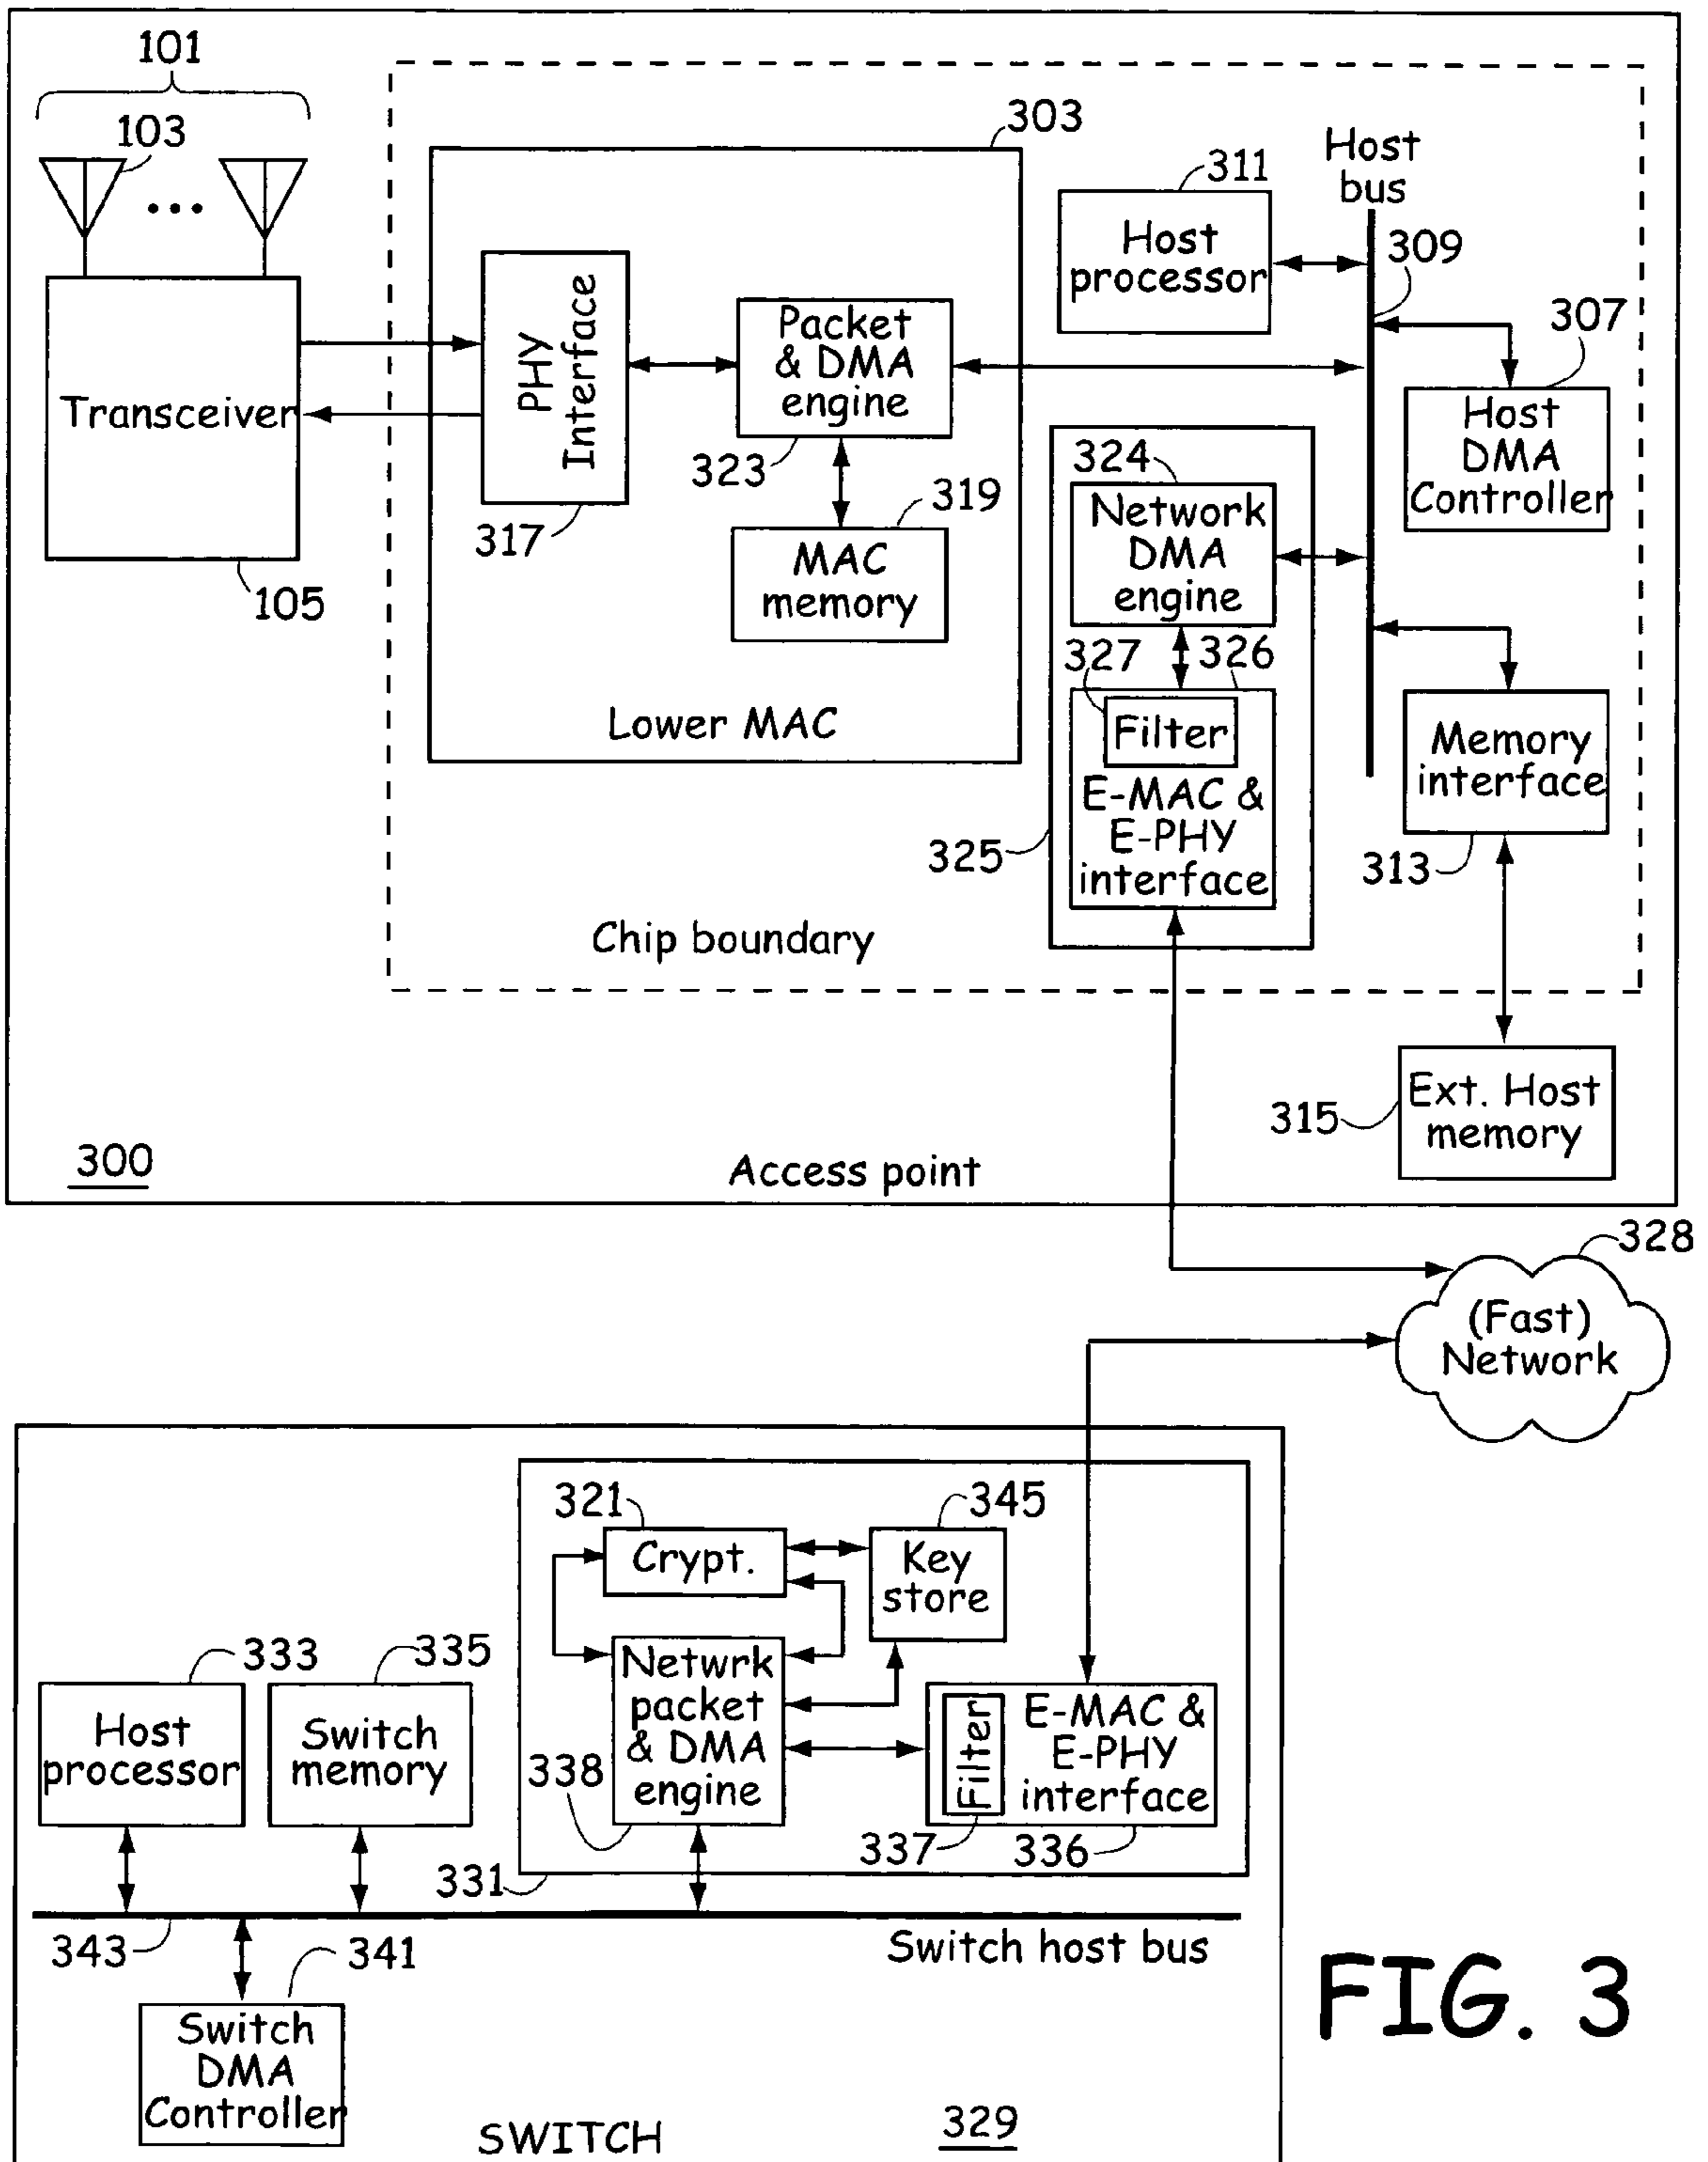 101
103
303
Host
bus
311
Host
processor
309
307
PHY
Interface
Packet
& DMA
engine
Transceiver
Host
DMA
Controller
323
324
319
317
Network
DMA
engine
MAC
memory
105
327
326
Filter
Lower MAC
Memory
interface
E-MAC &
E-PHY
interface
325
313
Chip boundary
Ext. Host
memory
315
300
Access point
328
(Fast)
Network
321
345
Crypt.
Key
store
333
335
Netwrk
packet
& DMA
engine
Host
processor
Switch
memory
338
Filter
E-MAC &
E-PHY
interface
337
336
331
343
341
Switch host bus
Switch
DMA
Controller
FIG. 3
SWITCH
329